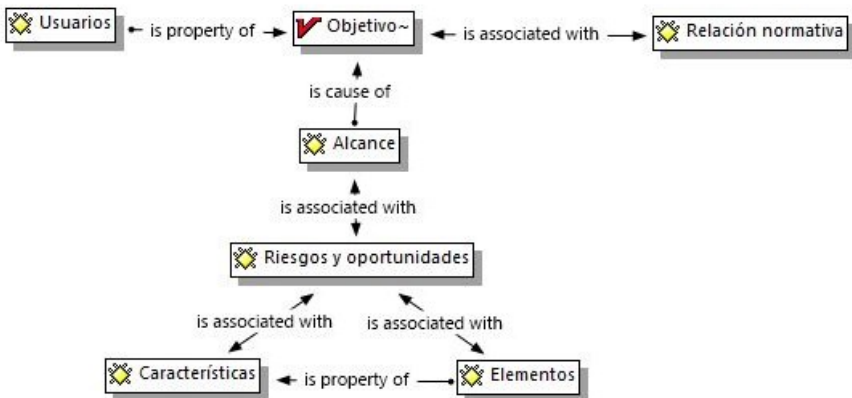 Usuarios
is property of
Objetivo~
is associated with
Relación normativa
is cause of
Alcance
is associated with
Riesgos y oportunidades
is associated with
is associated with
Características
is property of
Elementos